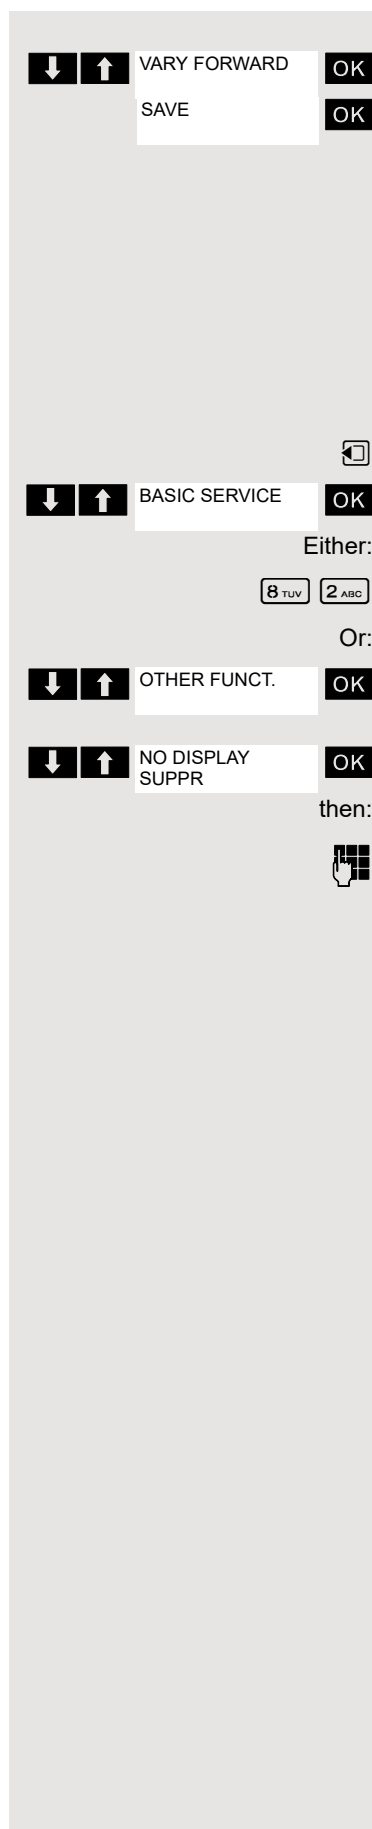 VARY FORWARD OK
SAVE OK
BASIC SERVICE OK
Either:
8 TUV 2 ABC
Or:
OTHER FUNCT. OK
NO DISPLAY OK
SUPPR
then: